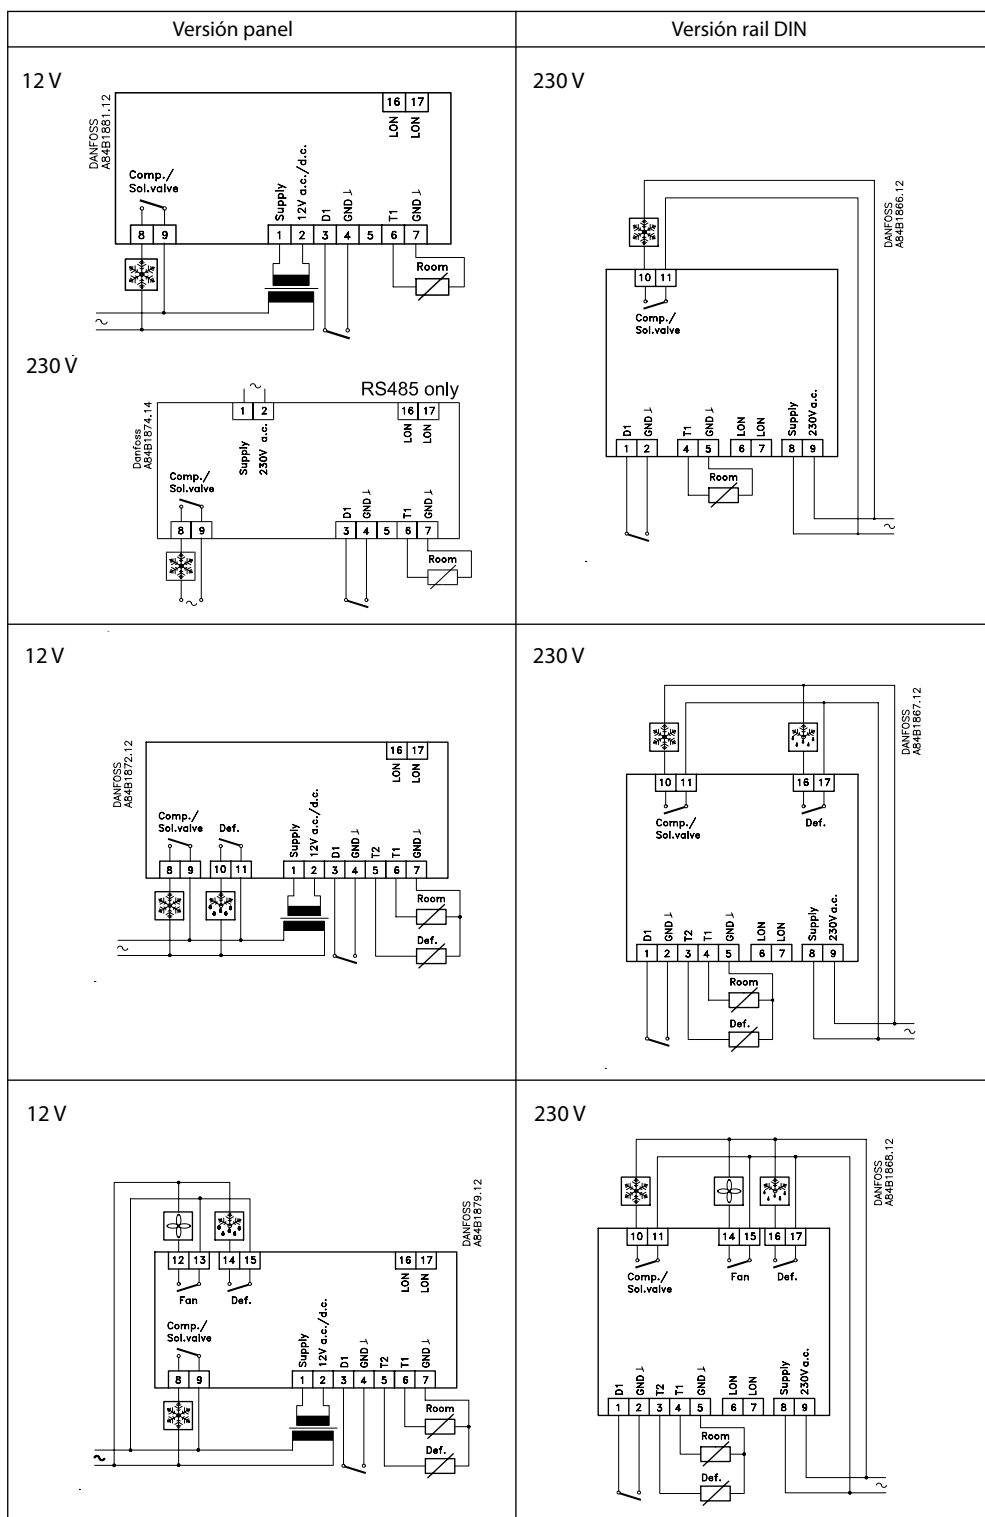 Versión panel
Versión rail DIN
12 V
DANFOSS
A84B1881.12
16 17
LON LON
Comp./
Sol.valve
Supply
12V a.c./d.c.
D1
GND ⊥
T1
GND ⊥
8 9
1 2 3 4 5 6 7
Room
~
230 V
RS485 only
Danfoss
A84B1874.14
~
1 2
16 17
Supply
230V a.c.
LON LON
Comp./
Sol.valve
D1
GND ⊥
T1
GND ⊥
8 9
3 4 5 6 7
Room
~
230 V
DANFOSS
A84B1866.12
10 11
Comp./
Sol.valve
D1
GND ⊥
T1
GND ⊥
LON
LON
Supply
230V a.c.
1 2 4 5 6 7 8 9
Room
~
12 V
DANFOSS
A84B1872.12
16 17
LON LON
Comp./
Sol.valve
Def.
Supply
12V a.c./d.c.
D1
GND ⊥
T2
T1
GND ⊥
8 9 10 11
1 2 3 4 5 6 7
Room
Def.
~
230 V
DANFOSS
A84B1867.12
10 11 16 17
Comp./
Sol.valve
Def.
D1
GND ⊥
T2
T1
GND ⊥
LON
LON
Supply
230V a.c.
1 2 3 4 5 6 7 8 9
Room
Def.
~
12 V
DANFOSS
A84B1879.12
12 13 14 15
16 17
Fan
Def.
LON LON
Comp./
Sol.valve
Supply
12V a.c./d.c.
D1
GND ⊥
T2
T1
GND ⊥
8 9
1 2 3 4 5 6 7
Room
Def.
~
230 V
DANFOSS
A84B1868.12
10 11 14 15 16 17
Comp./
Sol.valve
Fan
Def.
D1
GND ⊥
T2
T1
GND ⊥
LON
LON
Supply
230V a.c.
1 2 3 4 5 6 7 8 9
Room
Def.
~